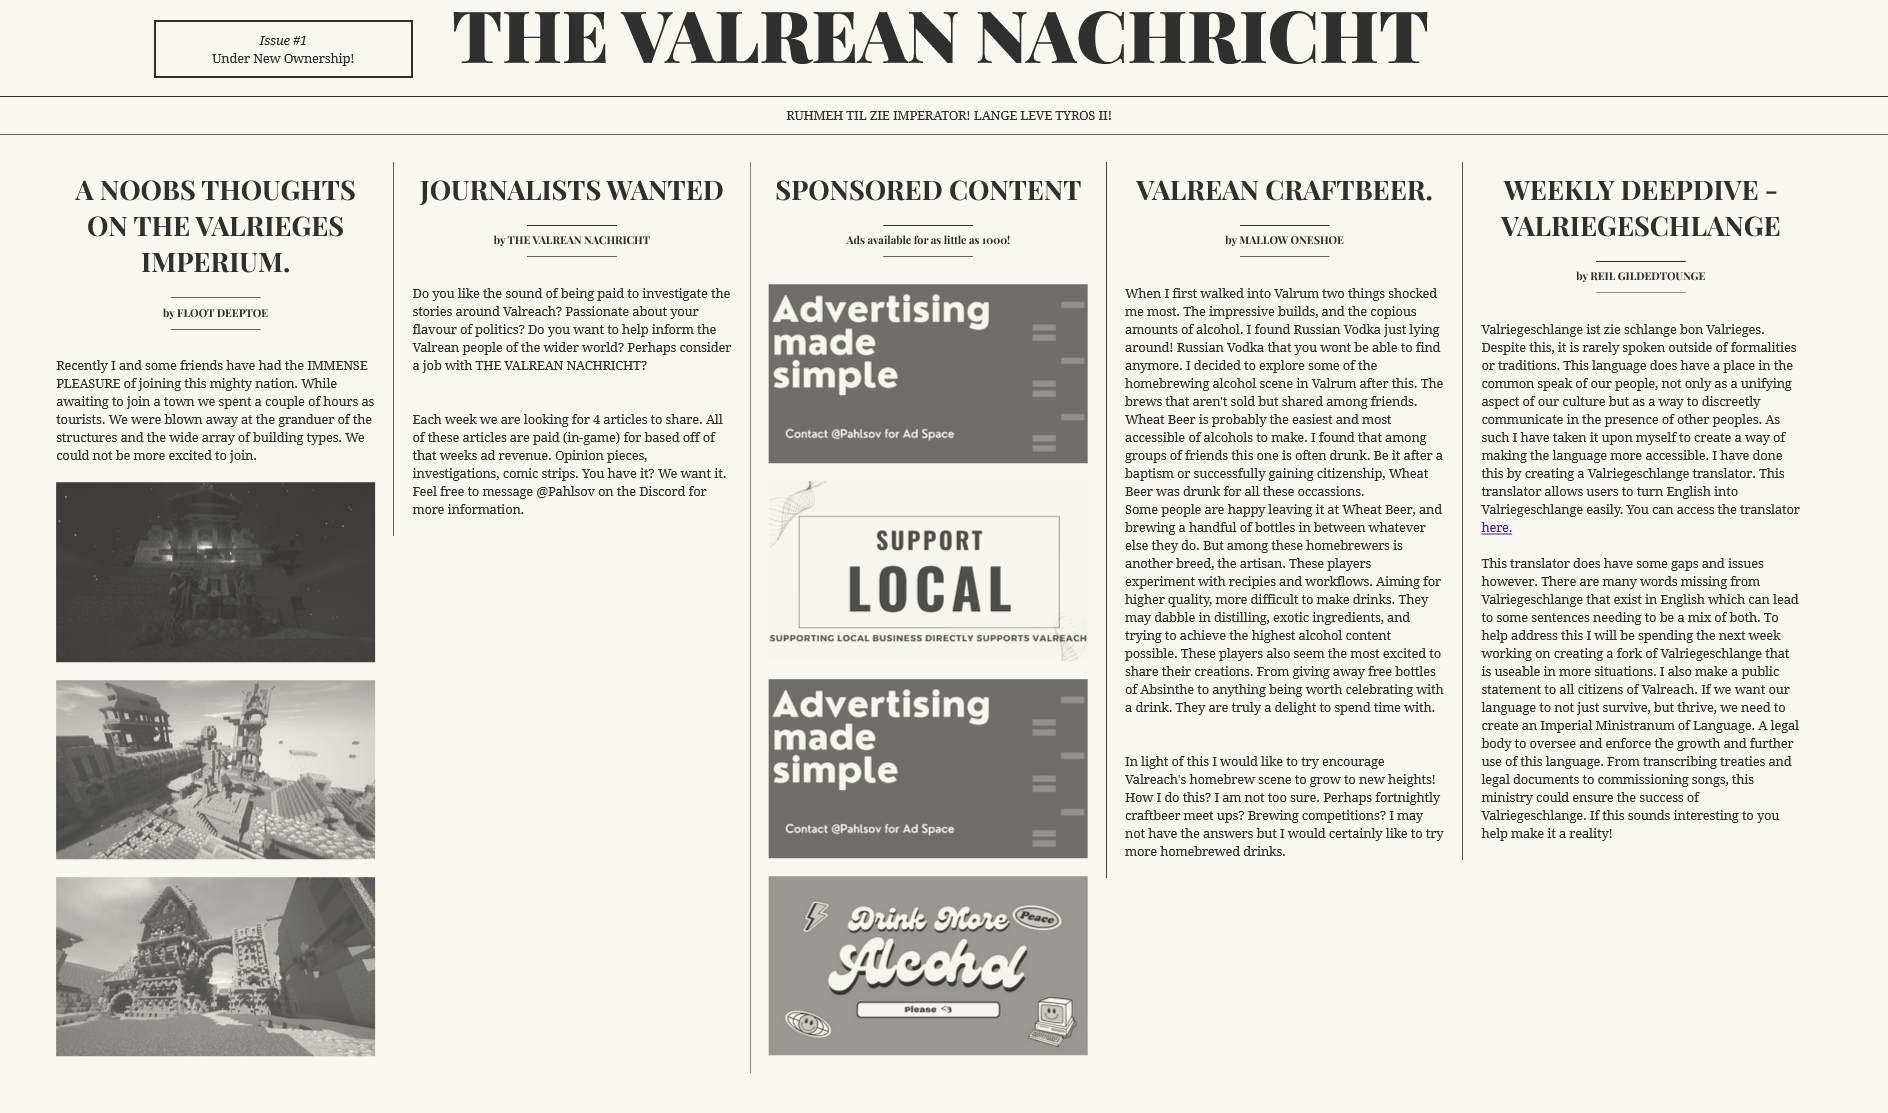 Issue #1
Under New Ownership!
THE VALREAN NACHRICHT
RUHMEH TIL ZIE IMPERATOR! LANGE LEVE TYROS II!
A NOOBS THOUGHTS
ON THE VALRIEGES
IMPERIUM.
by FLOOT DEEPTOE
Recently I and some friends have had the IMMENSE
PLEASURE of joining this mighty nation. While
awaiting to join a town we spent a couple of hours as
tourists. We were blown away at the granduer of the
structures and the wide array of building types. We
could not be more excited to join.
JOURNALISTS WANTED
by THE VALREAN NACHRICHT
Do you like the sound of being paid to investigate the
stories around Valreach? Passionate about your
flavour of politics? Do you want to help inform the
Valrean people of the wider world? Perhaps consider
a job with THE VALREAN NACHRICHT?
Each week we are looking for 4 articles to share. All
of these articles are paid (in-game) for based off of
that weeks ad revenue. Opinion pieces,
investigations, comic strips. You have it? We want it.
Feel free to message @Pahlsov on the Discord for
more information.
SPONSORED CONTENT
Ads available for as little as 1000!
Advertising
made
simple
Contact @Pahlsov for Ad Space
SUPPORT
LOCAL
SUPPORTING LOCAL BUSINESS DIRECTLY SUPPORTS VALREACH
Advertising
made
simple
Contact @Pahlsov for Ad Space
Drink More
Peace
Alcohol
Please <3
VALREAN CRAFTBEER.
by MALLOW ONESHOE
When I first walked into Valrum two things shocked
me most. The impressive builds, and the copious
amounts of alcohol. I found Russian Vodka just lying
around! Russian Vodka that you wont be able to find
anymore. I decided to explore some of the
homebrewing alcohol scene in Valrum after this. The
brews that aren't sold but shared among friends.
Wheat Beer is probably the easiest and most
accessible of alcohols to make. I found that among
groups of friends this one is often drunk. Be it after a
baptism or successfully gaining citizenship, Wheat
Beer was drunk for all these occassions.
Some people are happy leaving it at Wheat Beer, and
brewing a handful of bottles in between whatever
else they do. But among these homebrewers is
another breed, the artisan. These players
experiment with recipies and workflows. Aiming for
higher quality, more difficult to make drinks. They
may dabble in distilling, exotic ingredients, and
trying to achieve the highest alcohol content
possible. These players also seem the most excited to
share their creations. From giving away free bottles
of Absinthe to anything being worth celebrating with
a drink. They are truly a delight to spend time with.
In light of this I would like to try encourage
Valreach's homebrew scene to grow to new heights!
How I do this? I am not too sure. Perhaps fortnightly
craftbeer meet ups? Brewing competitions? I may
not have the answers but I would certainly like to try
more homebrewed drinks.
WEEKLY DEEPDIVE -
VALRIEGESCHLANGE
by REIL GILDEDTOUNGE
Valriegeschlange ist zie schlange bon Valrieges.
Despite this, it is rarely spoken outside of formalities
or traditions. This language does have a place in the
common speak of our people, not only as a unifying
aspect of our culture but as a way to discreetly
communicate in the presence of other peoples. As
such I have taken it upon myself to create a way of
making the language more accessible. I have done
this by creating a Valriegeschlange translator. This
translator allows users to turn English into
Valriegeschlange easily. You can access the translator
here.
This translator does have some gaps and issues
however. There are many words missing from
Valriegeschlange that exist in English which can lead
to some sentences needing to be a mix of both. To
help address this I will be spending the next week
working on creating a fork of Valriegeschlange that
is useable in more situations. I also make a public
statement to all citizens of Valreach. If we want our
language to not just survive, but thrive, we need to
create an Imperial Ministranum of Language. A legal
body to oversee and enforce the growth and further
use of this language. From transcribing treaties and
legal documents to commissioning songs, this
ministry could ensure the success of
Valriegeschlange. If this sounds interesting to you
help make it a reality!